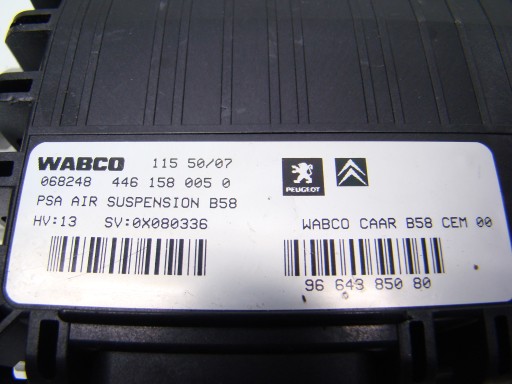 WABCO 115 50/07
068248 446 158 005 0
PSA AIR SUSPENSION B58
HV:13 SV:0X080336
PEUGEOT
WABCO CAAR B58 CEM 00
96 643 850 80